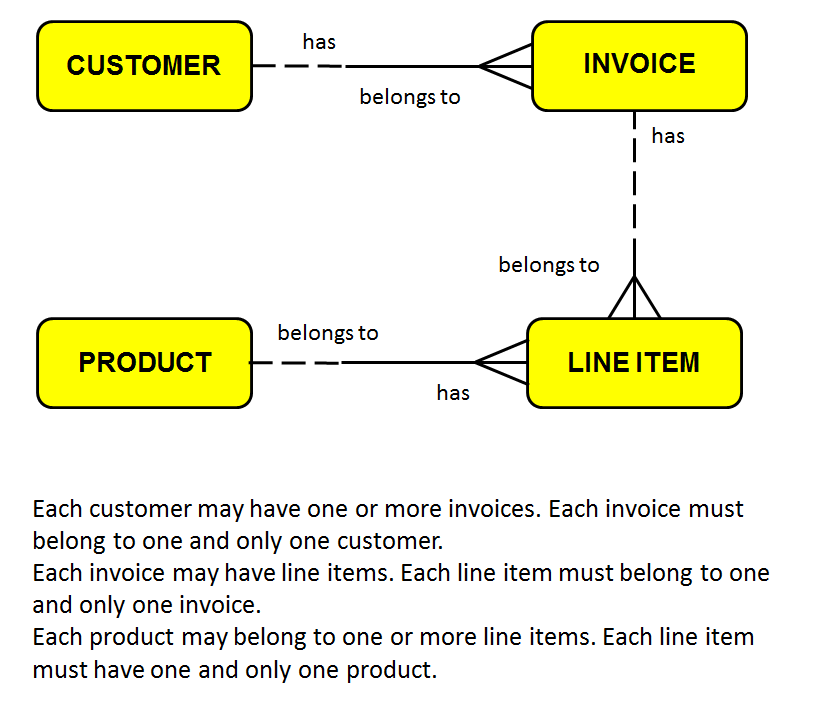 CUSTOMER
has
belongs to
INVOICE
has
belongs to
PRODUCT
belongs to
has
LINE ITEM
Each customer may have one or more invoices. Each invoice must
belong to one and only one customer.
Each invoice may have line items. Each line item must belong to one
and only one invoice.
Each product may belong to one or more line items. Each line item
must have one and only one product.